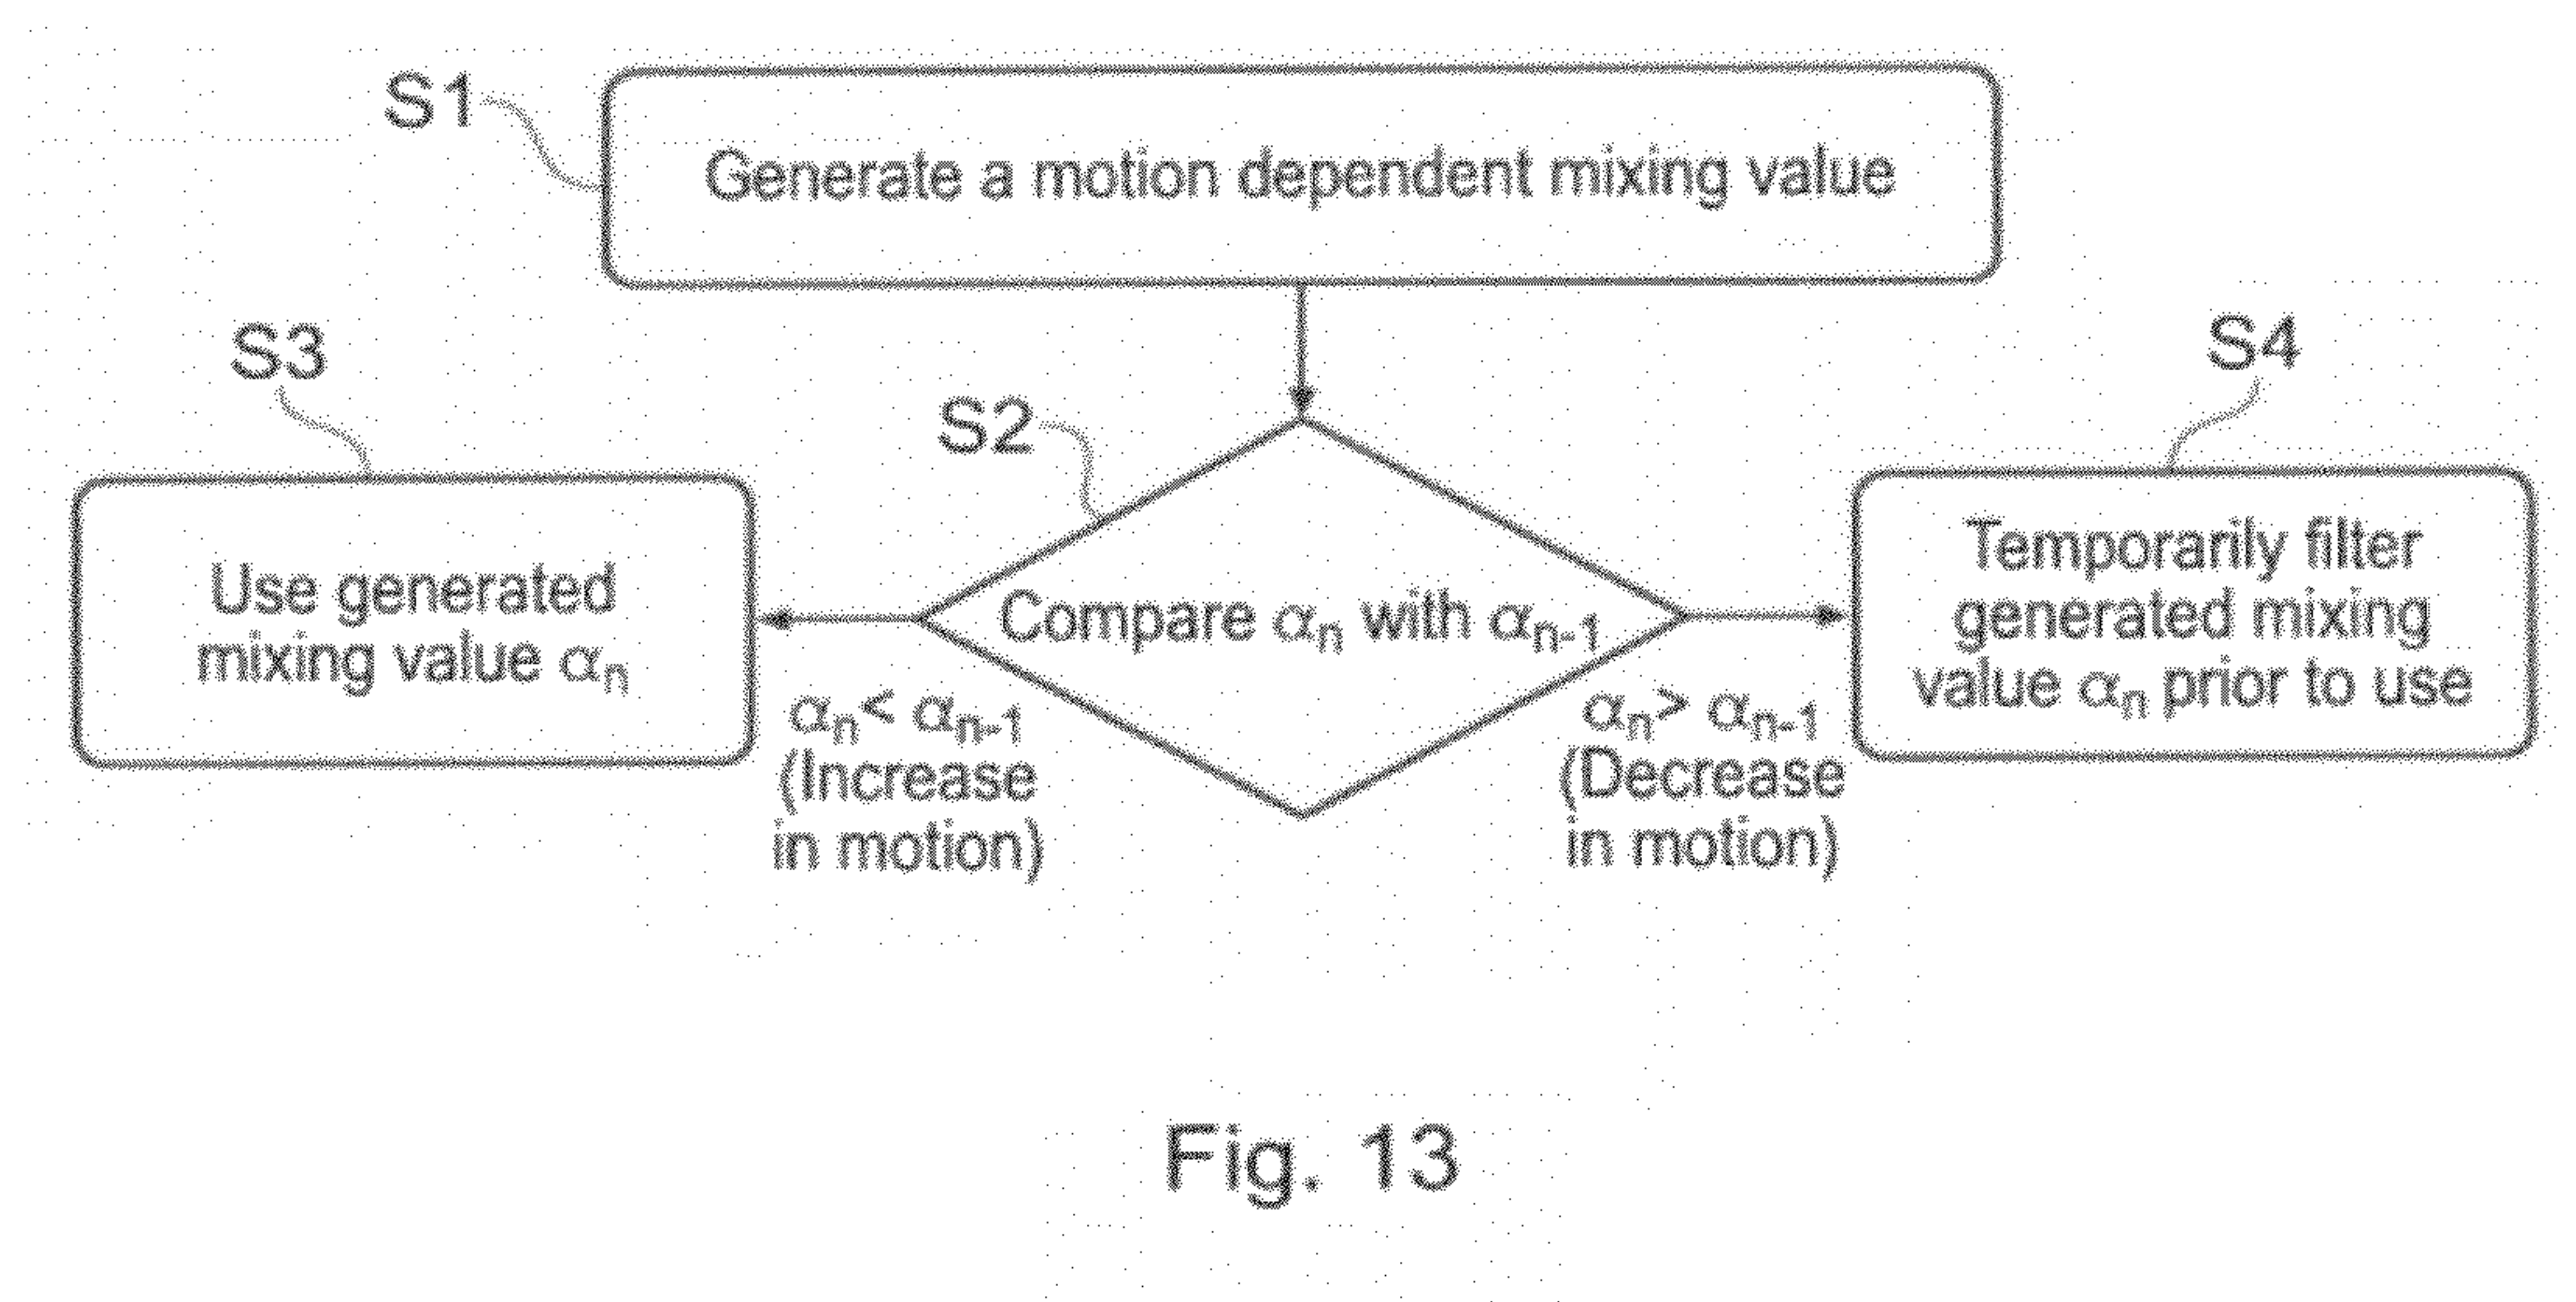 S1
Generate a motion dependent mixing value
S3
S2
S4
Use generated
mixing value αn
Compare αn with αn-1
Temporarily filter
generated mixing
value αn prior to use
αn< αn-1
(Increase
in motion)
αn> αn-1
(Decrease
in motion)
Fig. 13